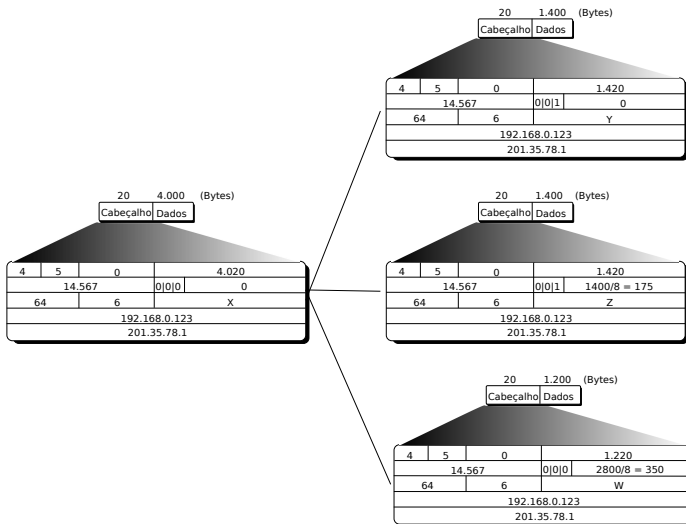 20 1.400 (Bytes)
Cabeçalho Dados
4 5 0 1.420
14.567 0|0|1 0
64 6 Y
192.168.0.123
201.35.78.1
20 4.000 (Bytes)
Cabeçalho Dados
4 5 0 4.020
14.567 0|0|0 0
64 6 X
192.168.0.123
201.35.78.1
20 1.400 (Bytes)
Cabeçalho Dados
4 5 0 1.420
14.567 0|0|1 1400/8 = 175
64 6 Z
192.168.0.123
201.35.78.1
20 1.200 (Bytes)
Cabeçalho Dados
4 5 0 1.220
14.567 0|0|0 2800/8 = 350
64 6 W
192.168.0.123
201.35.78.1